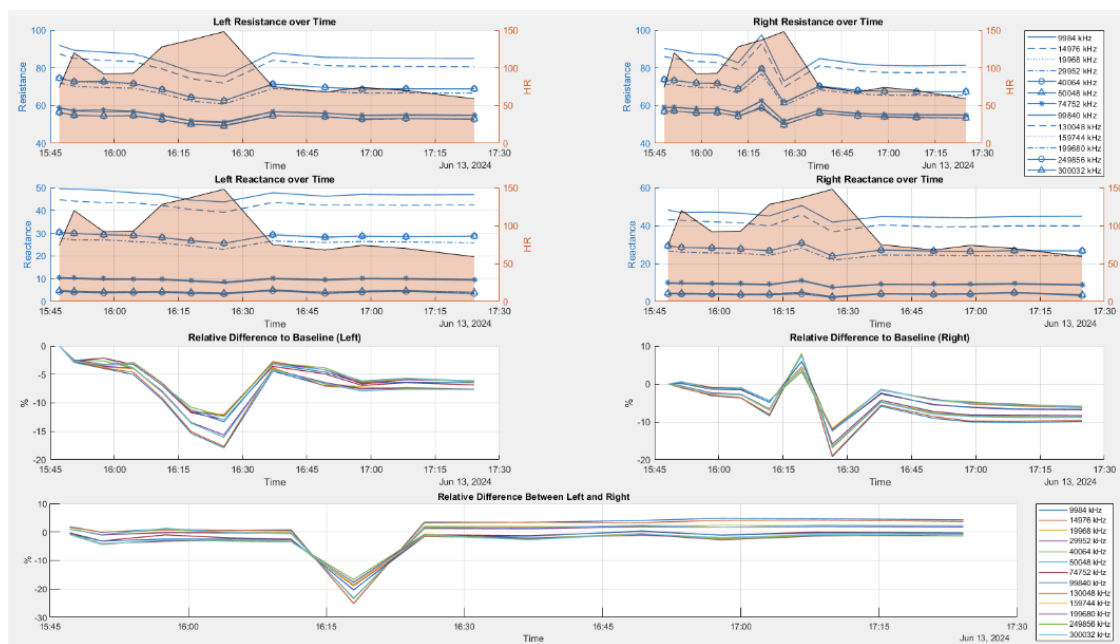 Left Resistance over Time
Resistance
100
80
60
40
150
100
50
0
HR
15:45 16:00 16:15 16:30 16:45 17:00 17:15 17:30
Time
Jun 13, 2024
Right Resistance over Time
Resistance
100
80
60
40
150
100
50
0
HR
15:45 16:00 16:15 16:30 16:45 17:00 17:15 17:30
Time
Jun 13, 2024
9984 kHz
14976 kHz
19968 kHz
29952 kHz
40064 kHz
50048 kHz
74752 kHz
99840 kHz
130048 kHz
159744 kHz
199680 kHz
249856 kHz
300032 kHz
Left Reactance over Time
Reactance
50
40
30
20
10
0
150
100
50
0
HR
15:45 16:00 16:15 16:30 16:45 17:00 17:15 17:30
Time
Jun 13, 2024
Right Reactance over Time
Reactance
60
40
20
0
150
100
50
0
HR
15:45 16:00 16:15 16:30 16:45 17:00 17:15 17:30
Time
Jun 13, 2024
Relative Difference to Baseline (Left)
%
0
-5
-10
-15
-20
15:45 16:00 16:15 16:30 16:45 17:00 17:15 17:30
Time
Jun 13, 2024
Relative Difference to Baseline (Right)
%
10
0
-10
-20
15:45 16:00 16:15 16:30 16:45 17:00 17:15 17:30
Time
Jun 13, 2024
Relative Difference Between Left and Right
%
10
0
-10
-20
-30
15:45 16:00 16:15 16:30 16:45 17:00 17:15 17:30
Time
Jun 13, 2024
9984 kHz
14976 kHz
19968 kHz
29952 kHz
40064 kHz
50048 kHz
74752 kHz
99840 kHz
130048 kHz
159744 kHz
199680 kHz
249856 kHz
300032 kHz